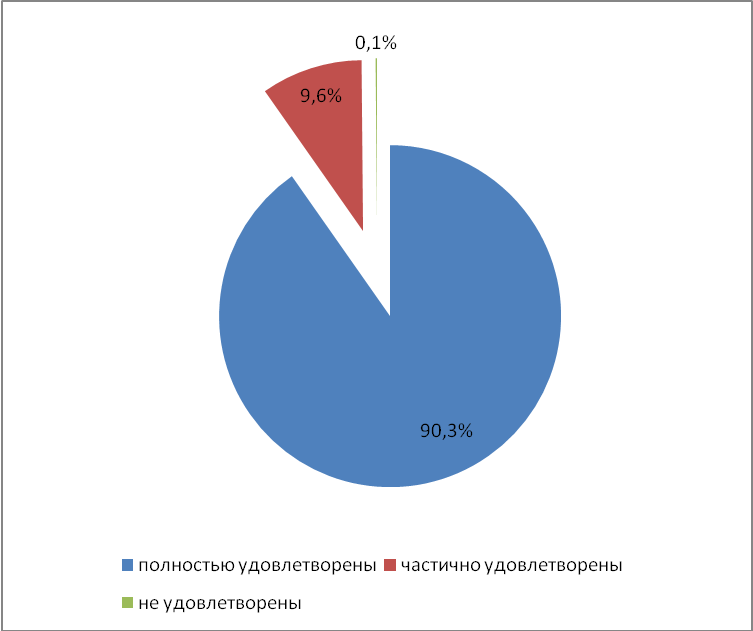 0,1%
9,6%
90,3%
полностью удовлетворены частично удовлетворены
не удовлетворены